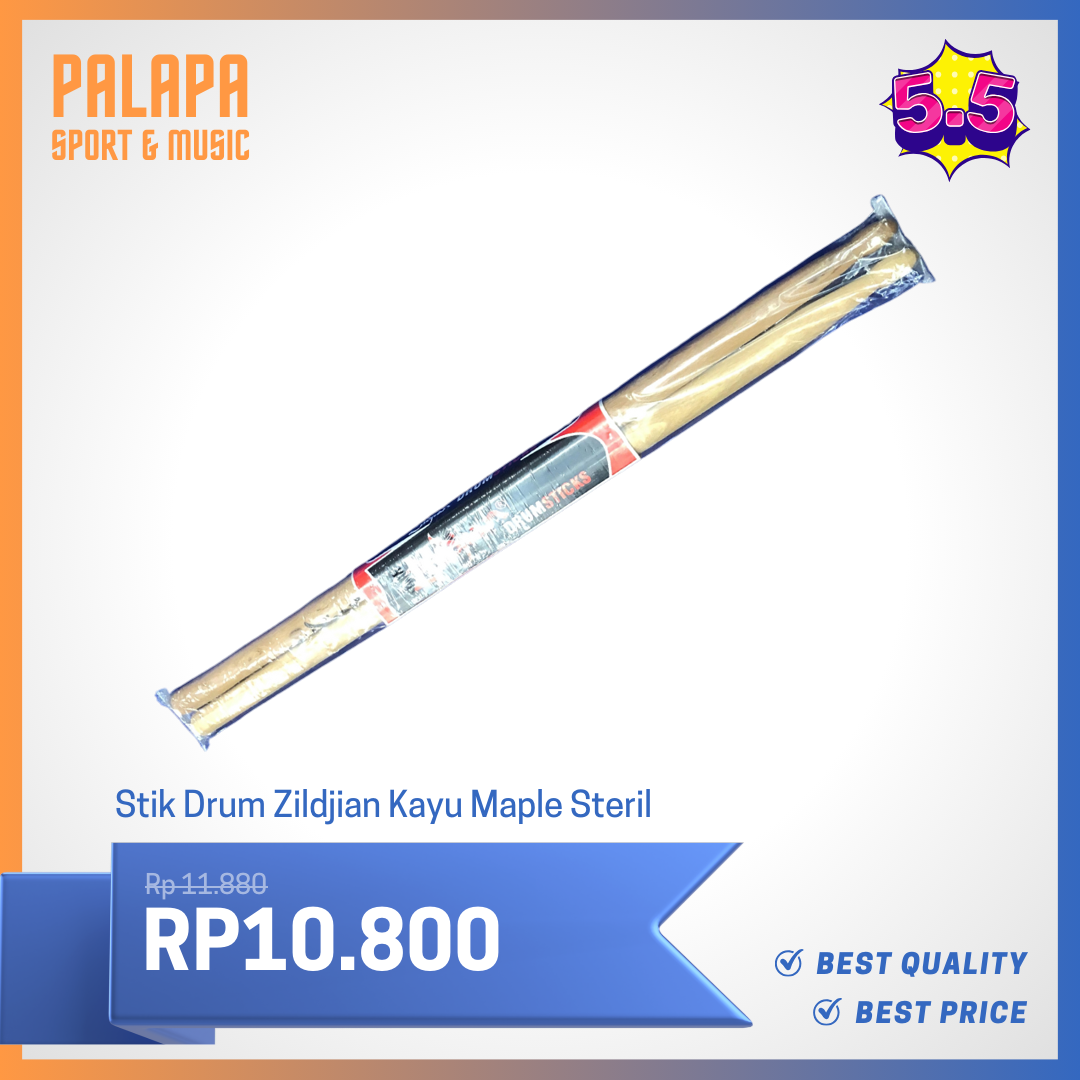 PALAPA
SPORT & MUSIC
5.5
DRUMSTICKS
Stik Drum Zildjian Kayu Maple Steril
Rp 11.880
RP10.800
BEST QUALITY
BEST PRICE